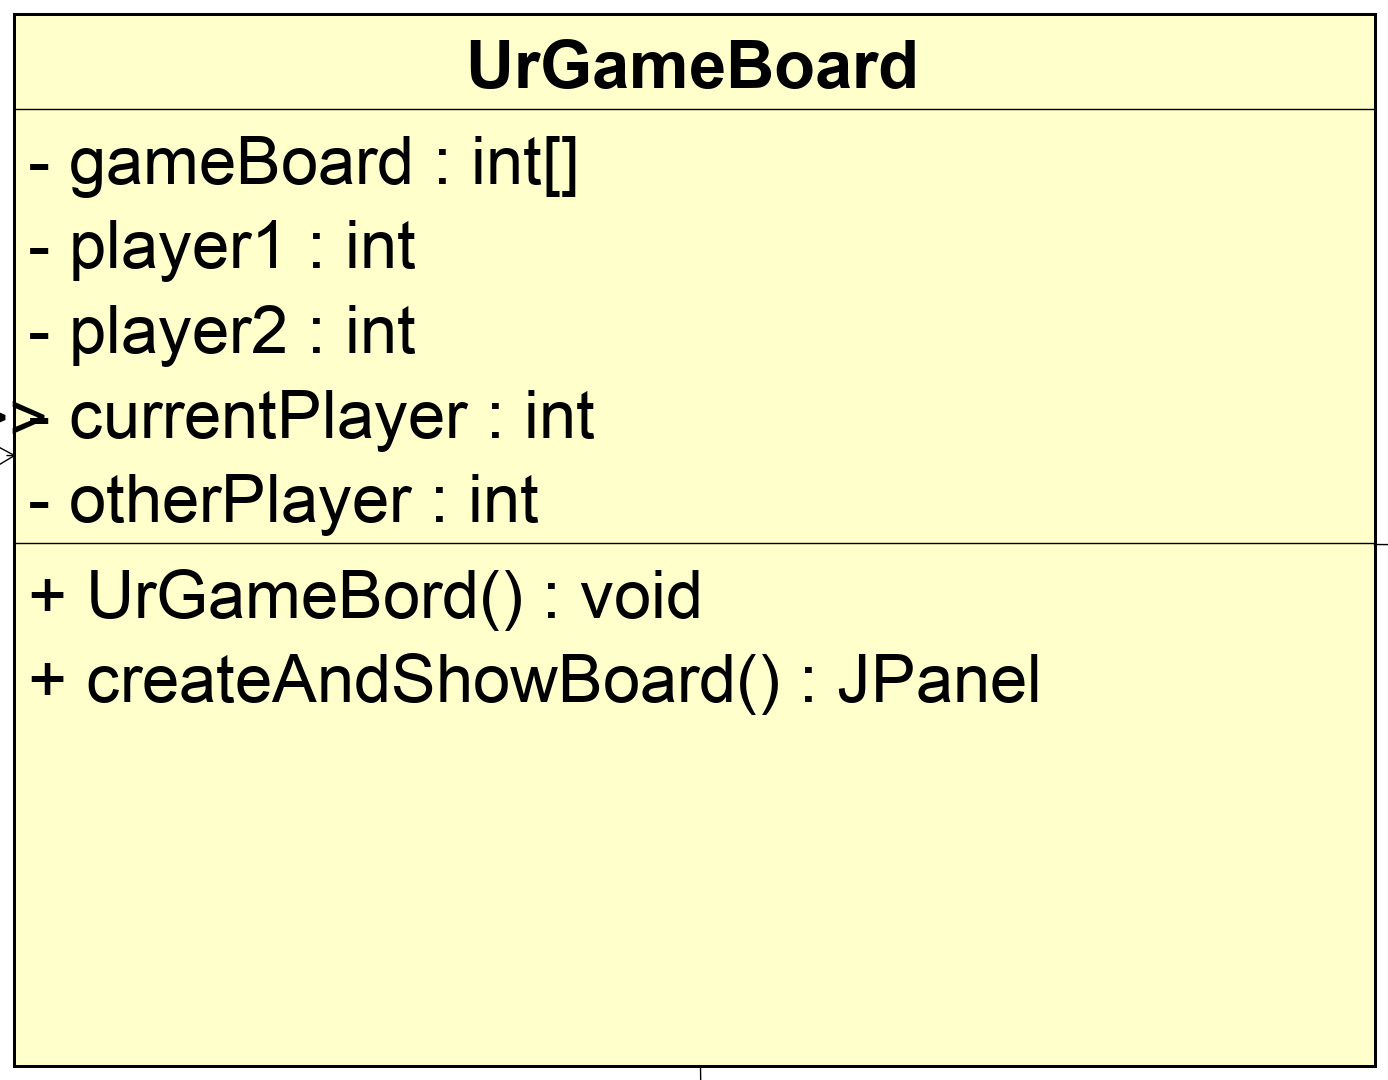 UrGameBoard
- gameBoard : int[]
- player1 : int
- player2 : int
>- currentPlayer : int
- otherPlayer : int
+ UrGameBord() : void
+ createAndShowBoard() : JPanel